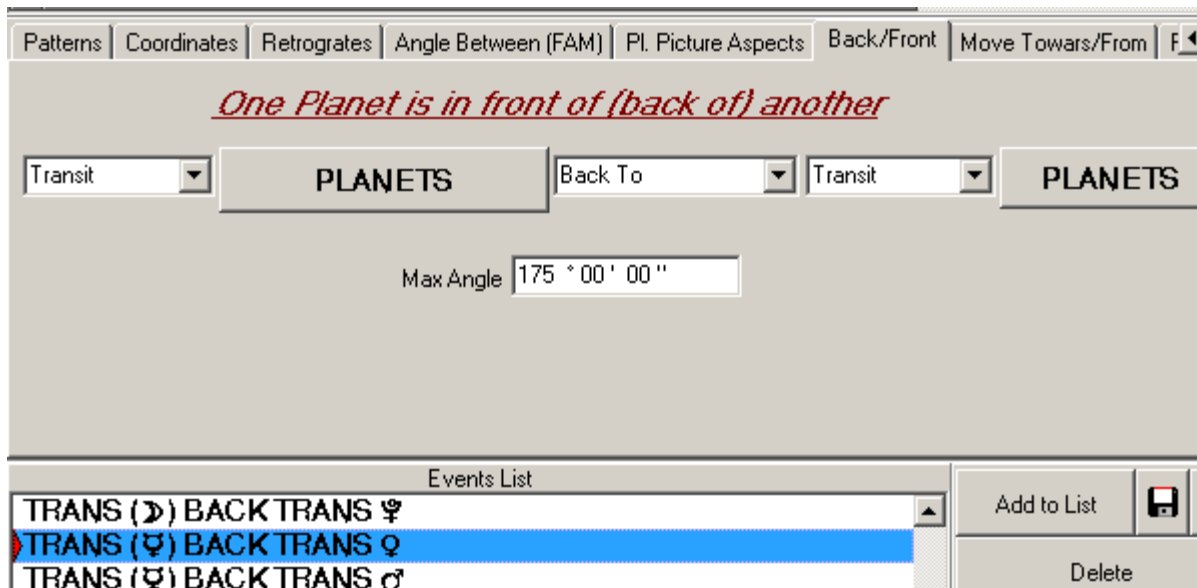 Patterns Coordinates Retrogrates Angle Between (FAM) Pl. Picture Aspects Back/Front Move Towars/From
One Planet is in front of (back of) another
Transit PLANETS Back To Transit PLANETS
Max Angle 175 ° 00 ' 00 "
Events List
Add to List
TRANS (☽) BACK TRANS ♆
TRANS (☿) BACK TRANS ♀
TRANS (☿) BACK TRANS ♂
Delete